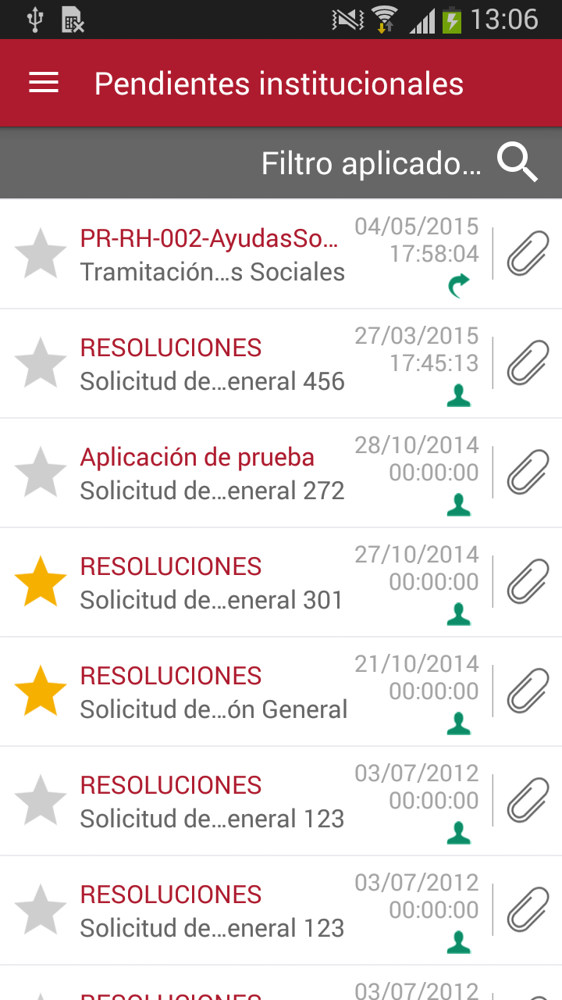 13:06
Pendientes institucionales
Filtro aplicado...
PR-RH-002-AyudasSo...
04/05/2015
Tramitación...s Sociales
17:58:04
RESOLUCIONES
27/03/2015
Solicitud de...eneral 456
17:45:13
Aplicación de prueba
28/10/2014
Solicitud de...eneral 272
00:00:00
RESOLUCIONES
27/10/2014
Solicitud de...eneral 301
00:00:00
RESOLUCIONES
21/10/2014
Solicitud de...ón General
00:00:00
RESOLUCIONES
03/07/2012
Solicitud de...eneral 123
00:00:00
RESOLUCIONES
03/07/2012
Solicitud de...eneral 123
00:00:00
RESOLUCIONES
03/07/2012